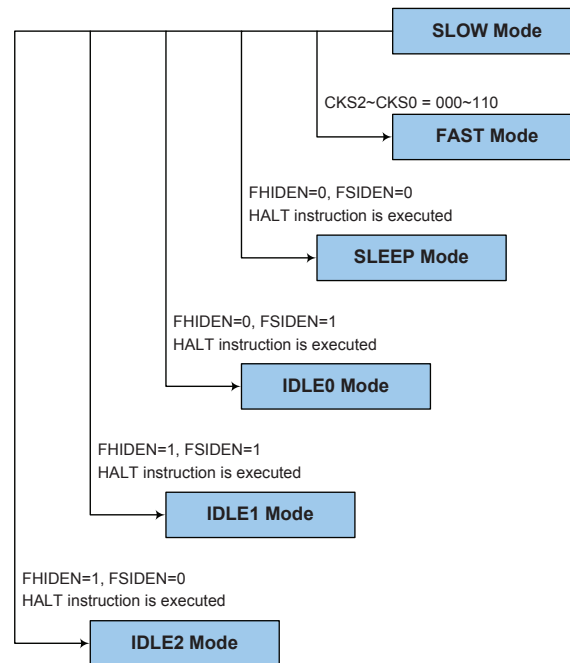 SLOW Mode
CKS2~CKS0 = 000~110
FAST Mode
FHIDEN=0, FSIDEN=0
HALT instruction is executed
SLEEP Mode
FHIDEN=0, FSIDEN=1
HALT instruction is executed
IDLE0 Mode
FHIDEN=1, FSIDEN=1
HALT instruction is executed
IDLE1 Mode
FHIDEN=1, FSIDEN=0
HALT instruction is executed
IDLE2 Mode